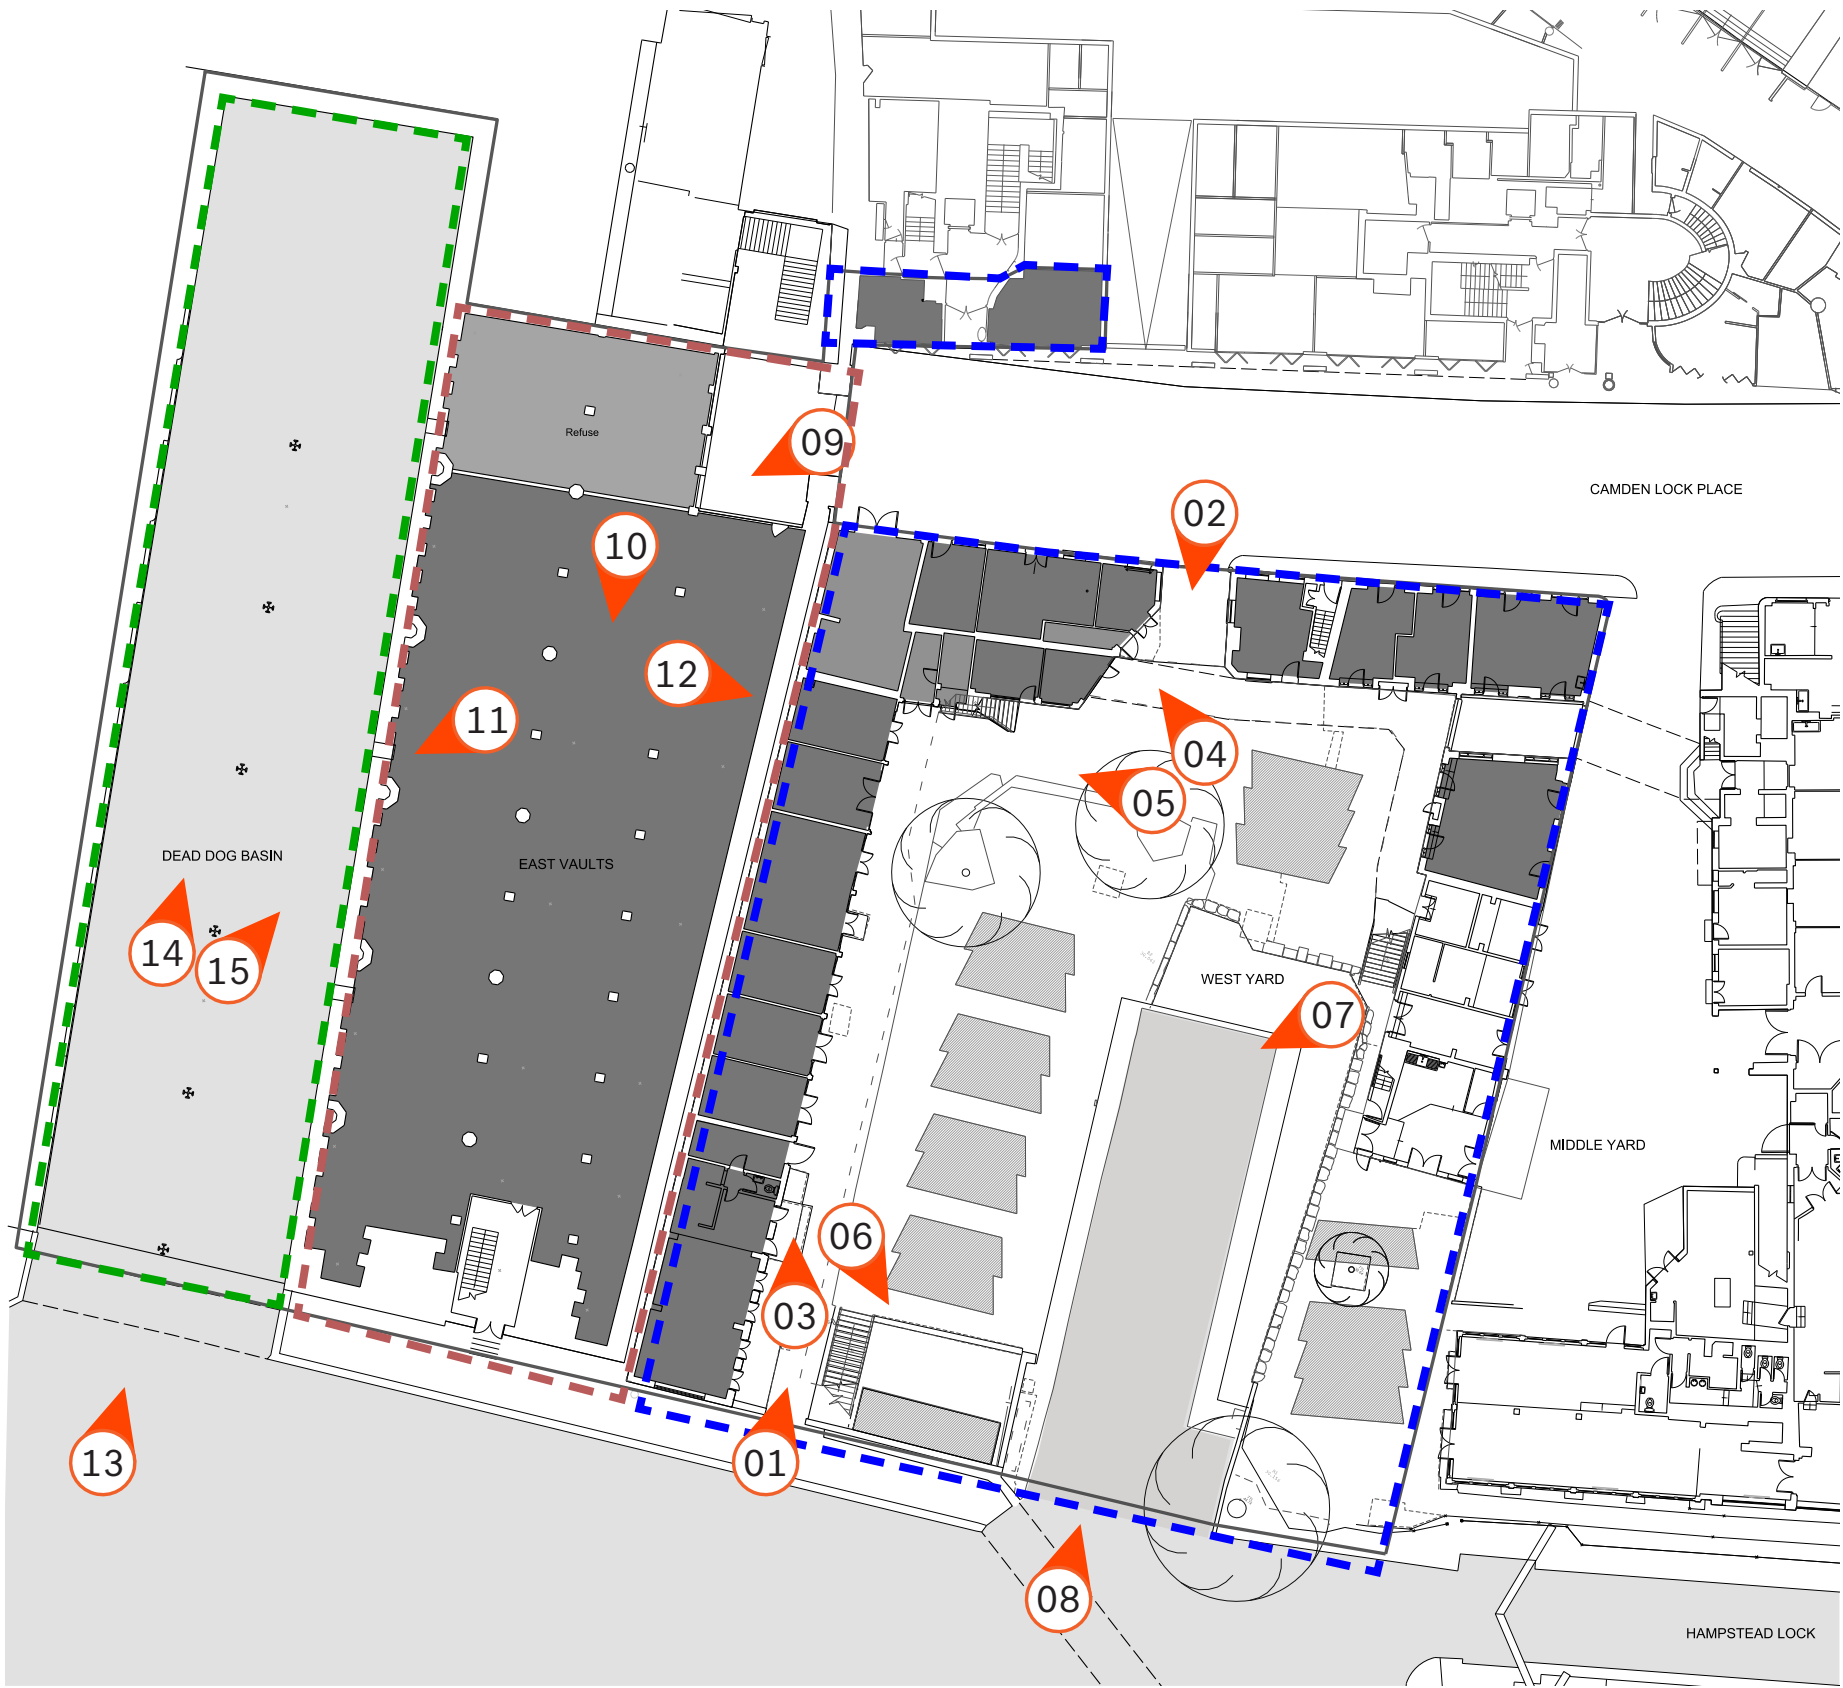 09
Refuse
CAMDEN LOCK PLACE
02
10
12
11
04
05
DEAD DOG BASIN
EAST VAULTS
14
15
WEST YARD
07
MIDDLE YARD
06
03
13
01
08
HAMPSTEAD LOCK